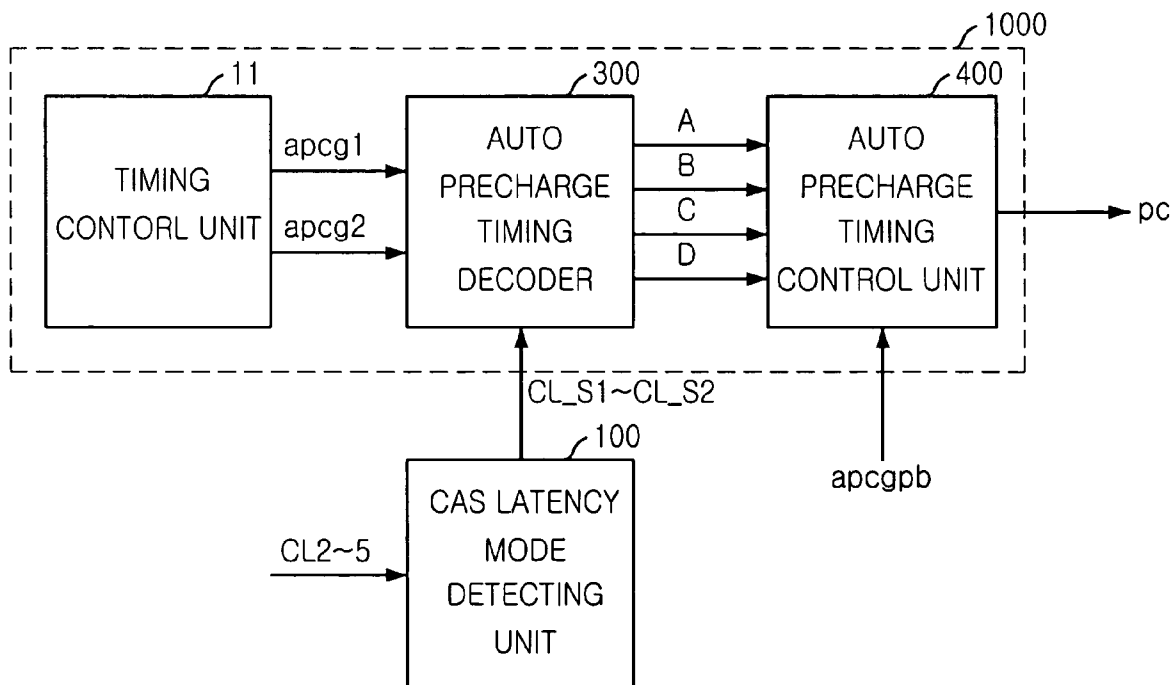 1000
11
300
400
TIMING
CONTORL UNIT
apcg1
apcg2
AUTO
PRECHARGE
TIMING
DECODER
A
B
C
D
AUTO
PRECHARGE
TIMING
CONTROL UNIT
pc
CL_S1~CL_S2
100
apcgpb
CL2~5
CAS LATENCY
MODE
DETECTING
UNIT